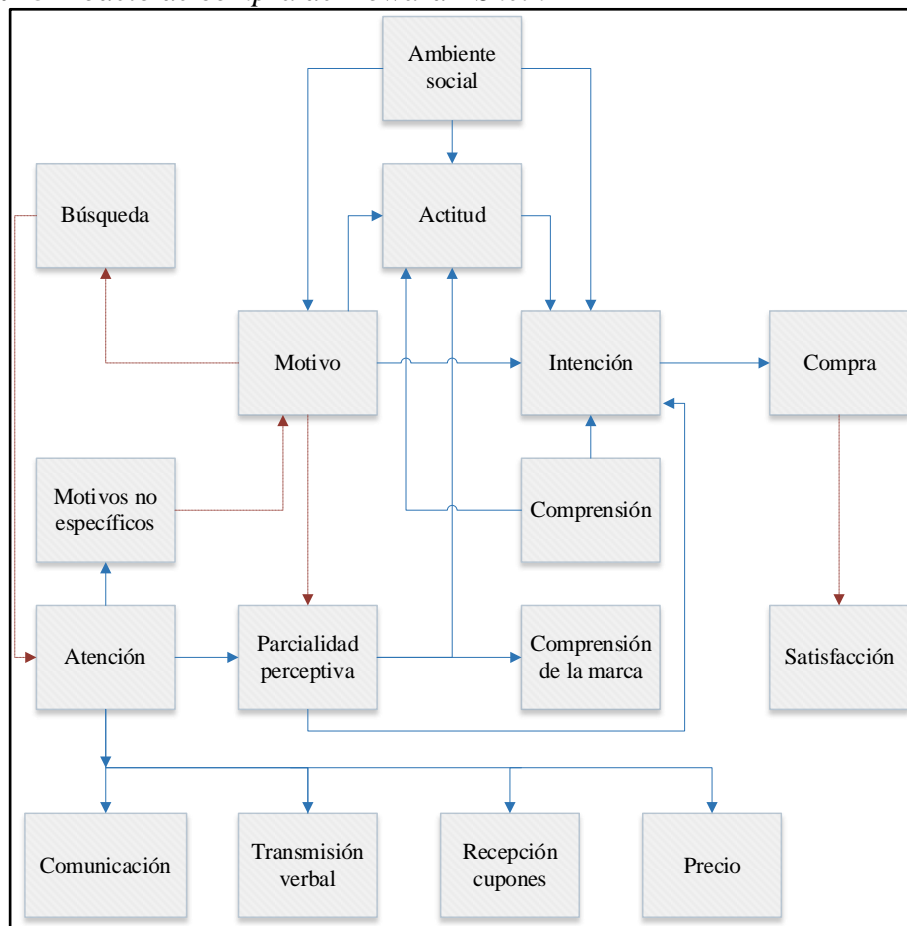 Ambiente
social
Búsqueda
Actitud
Motivo
Intención
Compra
Motivos no
específicos
Comprensión
Atención
Parcialidad
perceptiva
Comprensión
de la marca
Satisfacción
Comunicación
Transmisión
verbal
Recepción
cupones
Precio